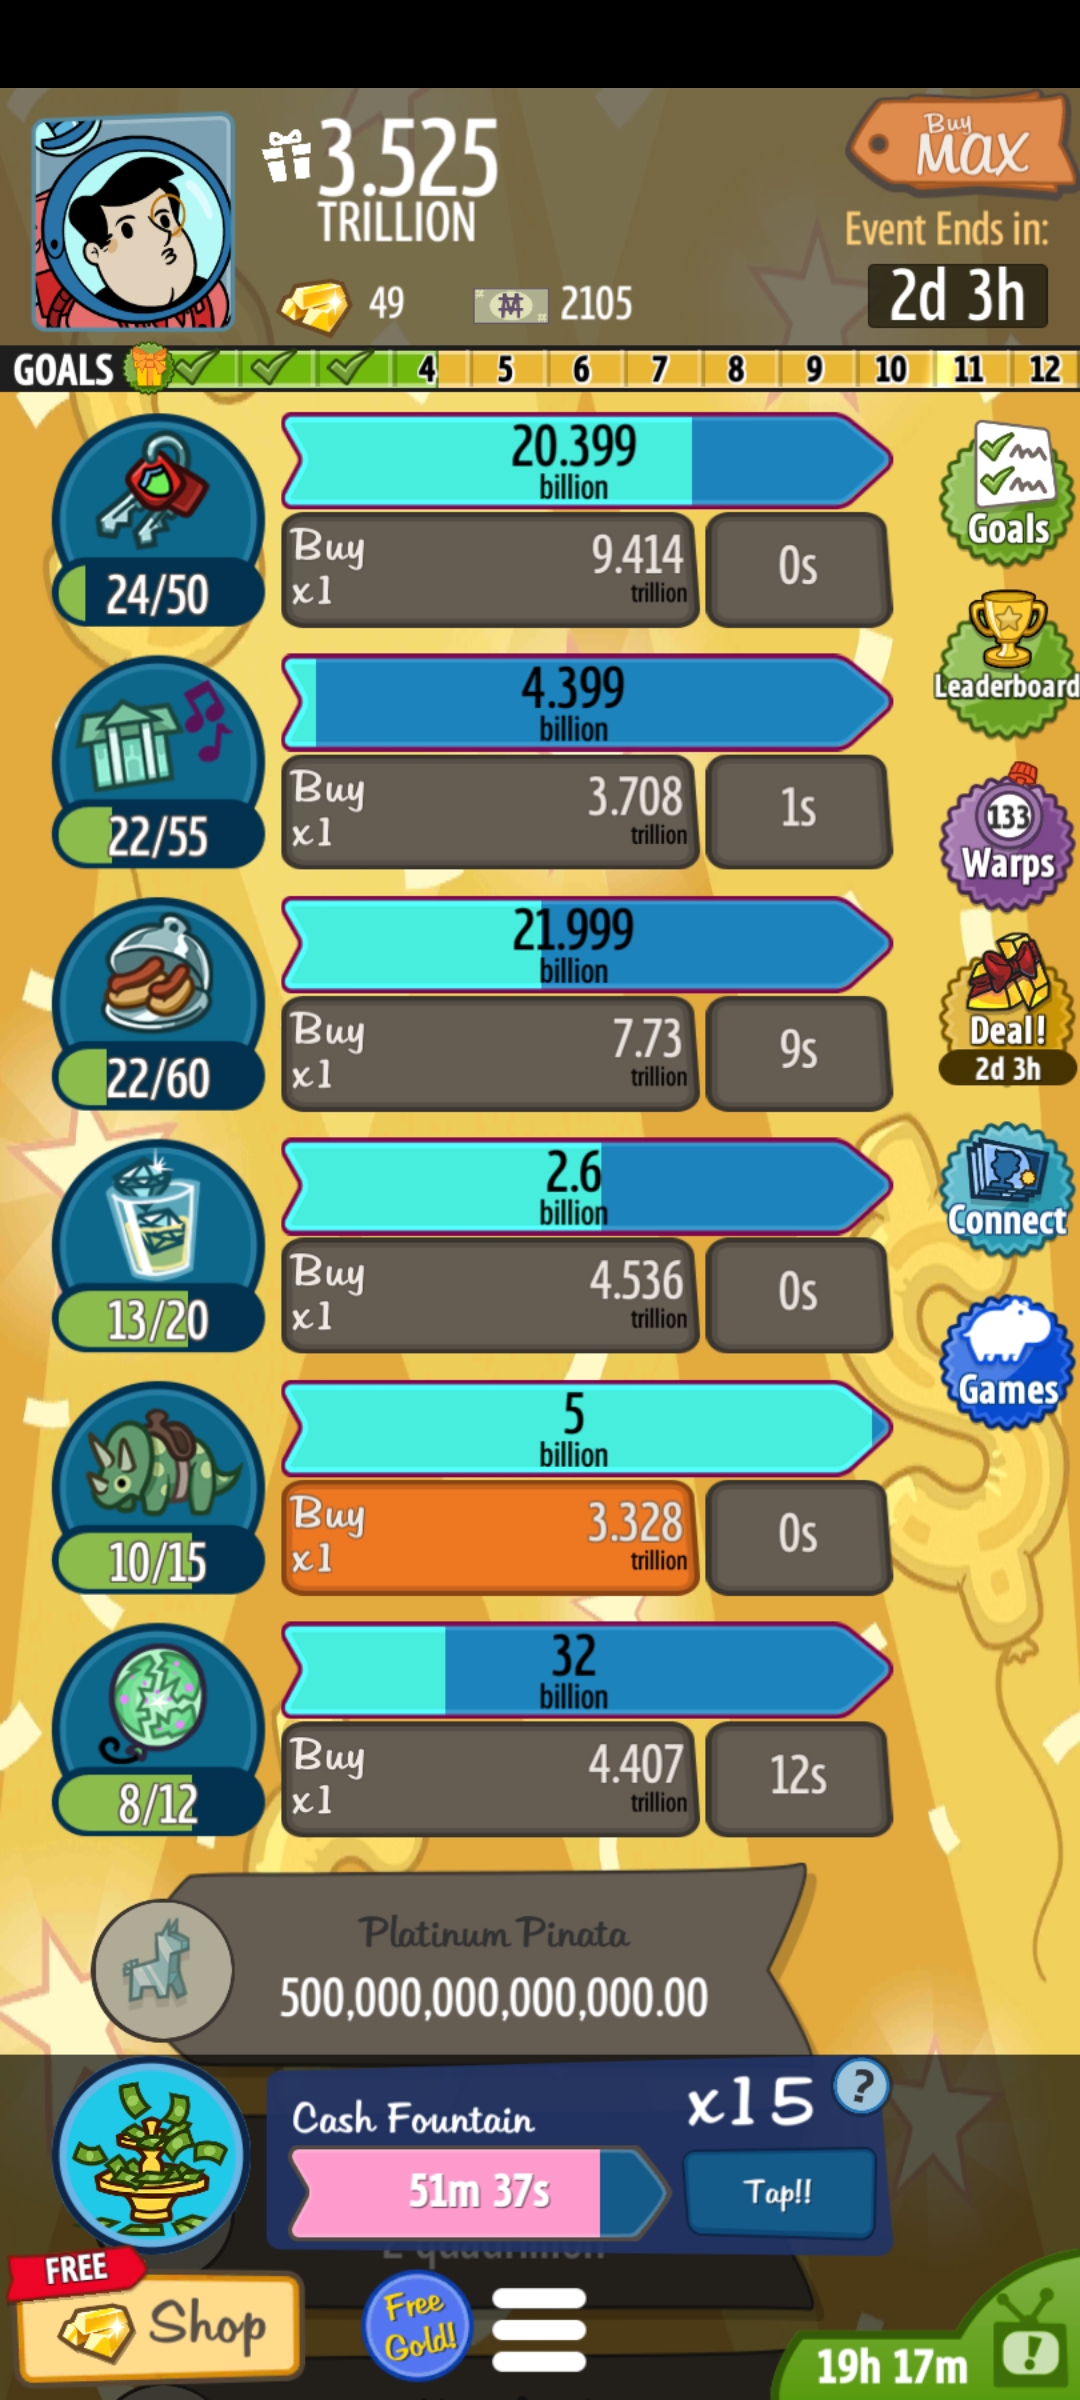 3.525
TRILLION
Buy
MAX
Event Ends in:
2d 3h
49
2105
GOALS 4 5 6 7 8 9 10 11 12
20.399
billion
Buy
x1
9.414
trillion
0s
24/50
Goals
4.399
billion
Leaderboard
Buy
x1
3.708
trillion
1s
22/55
133
Warps
21.999
billion
Buy
x1
7.73
trillion
9s
22/60
Deal!
2d 3h
2.6
billion
Buy
x1
4.536
trillion
0s
13/20
Connect
5
billion
Games
Buy
x1
3.328
trillion
0s
10/15
32
billion
Buy
x1
4.407
trillion
12s
8/12
Platinum Pinata
500,000,000,000,000.00
Cash Fountain
x15
?
51m 37s
Tap!!
FREE
Shop
Free
Gold!
19h 17m
!